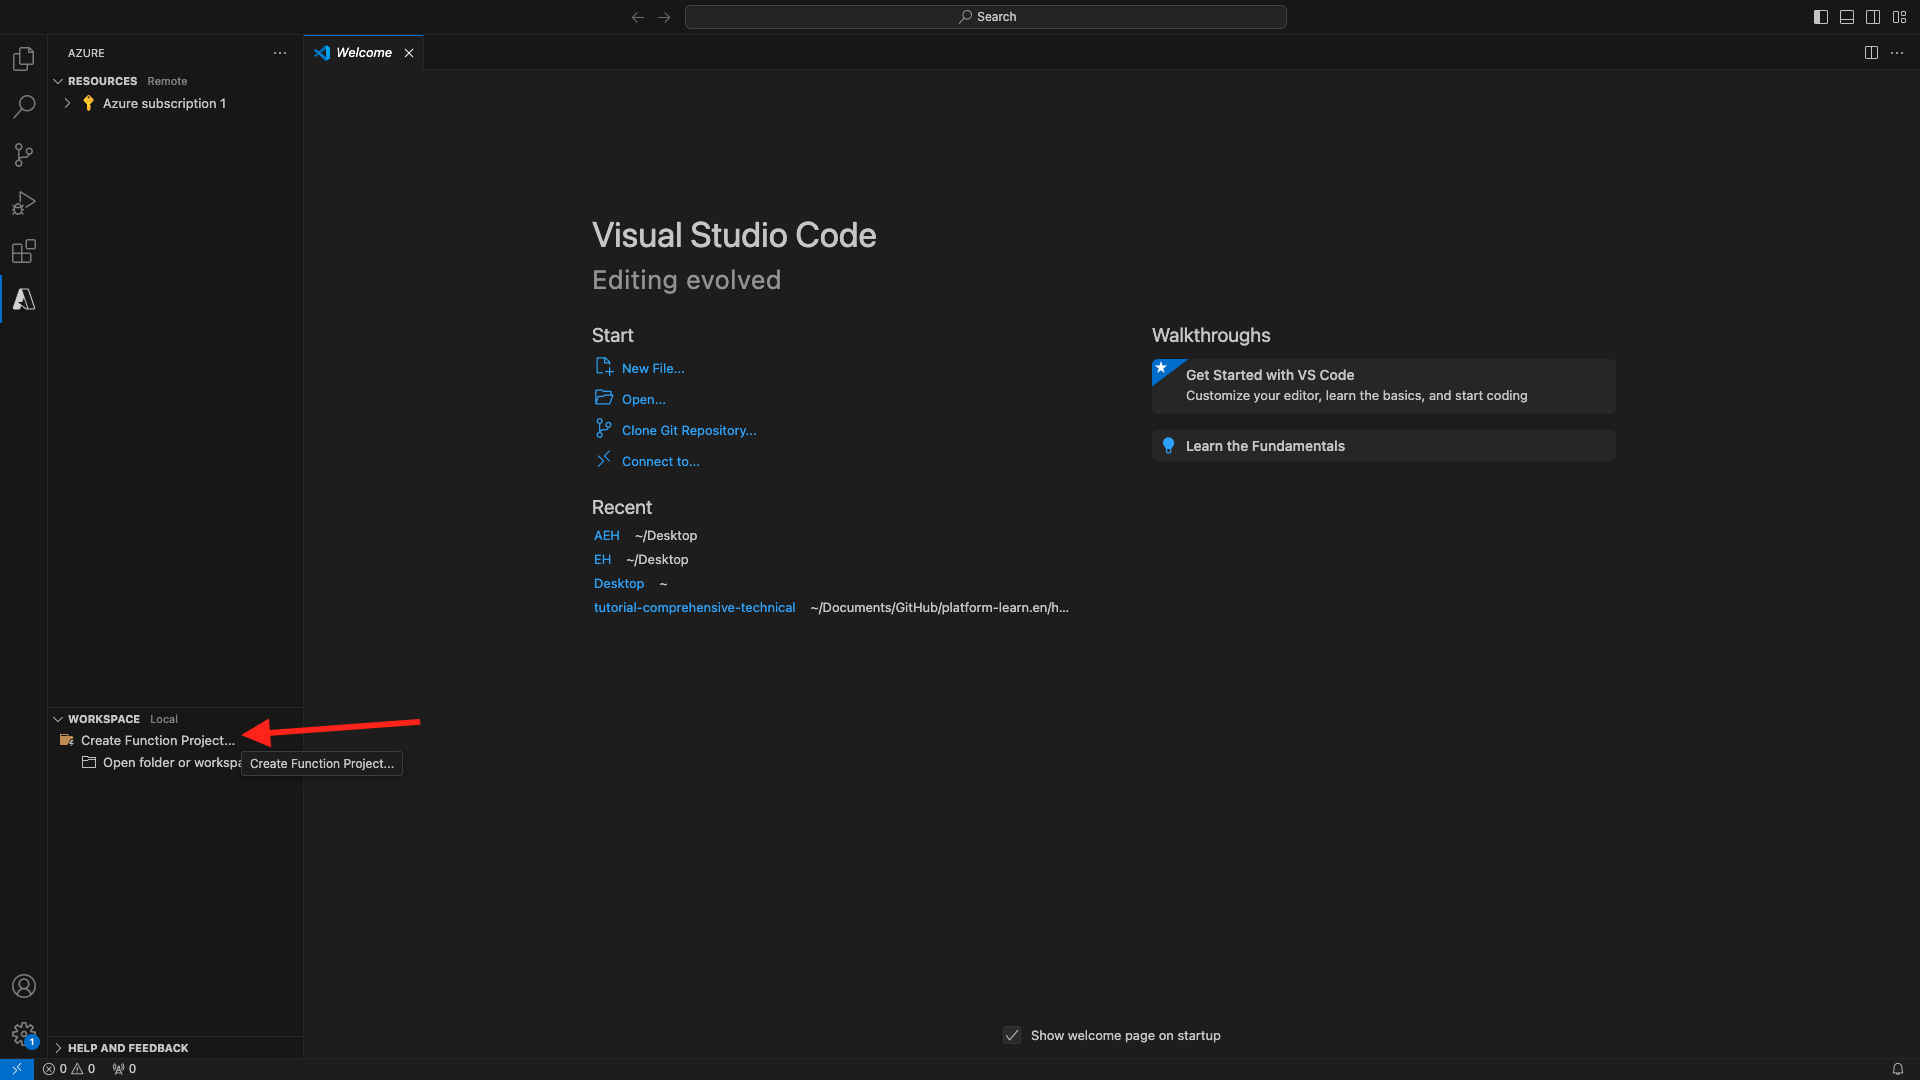 Search
AZURE
Welcome
RESOURCES Remote
Azure subscription 1
Visual Studio Code
Editing evolved
Start
New File...
Open...
Clone Git Repository...
Connect to...
Recent
AEH ~/Desktop
EH ~/Desktop
Desktop ~
tutorial-comprehensive-technical ~/Documents/GitHub/platform-learn.en/h...
Walkthroughs
Get Started with VS Code
Customize your editor, learn the basics, and start coding
Learn the Fundamentals
WORKSPACE Local
Create Function Project...
Open folder or workspa
Create Function Project...
Show welcome page on startup
1
HELP AND FEEDBACK
0 0 0